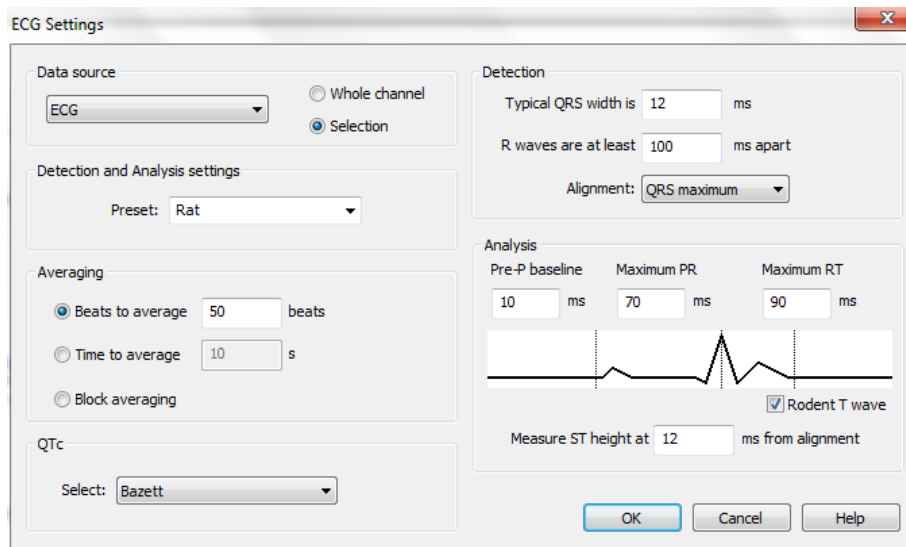 ECG Settings
Data source
ECG
Whole channel
Selection
Detection and Analysis settings
Preset: Rat
Averaging
Beats to average 50 beats
Time to average 10 s
Block averaging
QTc
Select: Bazett
Detection
Typical QRS width is 12 ms
R waves are at least 100 ms apart
Alignment: QRS maximum
Analysis
Pre-P baseline Maximum PR Maximum RT
10 ms 70 ms 90 ms
Rodent T wave
Measure ST height at 12 ms from alignment
OK Cancel Help